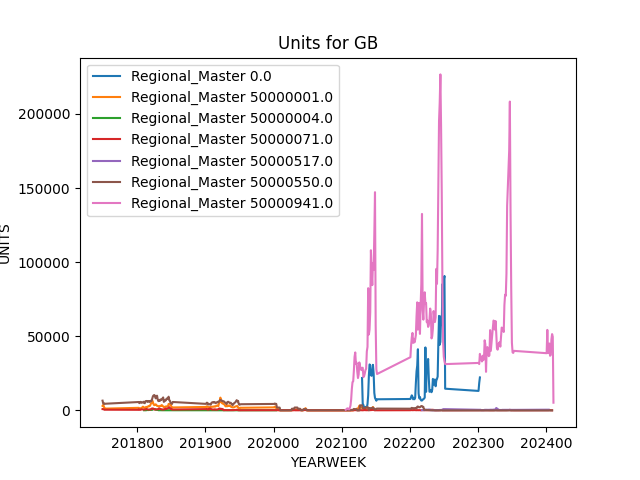 Units for GB
Regional_Master 0.0
Regional_Master 50000001.0
Regional_Master 50000004.0
Regional_Master 50000071.0
Regional_Master 50000517.0
Regional_Master 50000550.0
Regional_Master 50000941.0
200000
150000
100000
50000
0
UNITS
201800 201900 202000 202100 202200 202300 202400
YEARWEEK